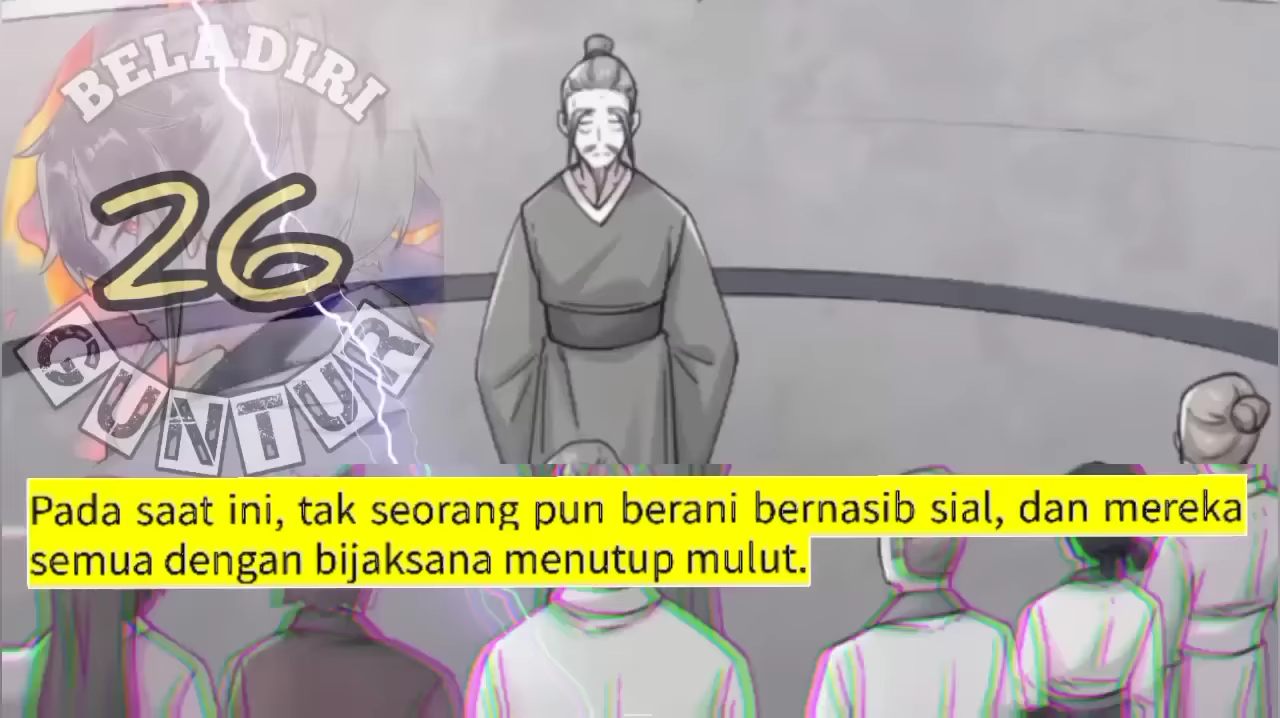 BELADIRI
26
GUNTUR
Pada saat ini, tak seorang pun berani bernasib sial, dan mereka
semua dengan bijaksana menutup mulut.